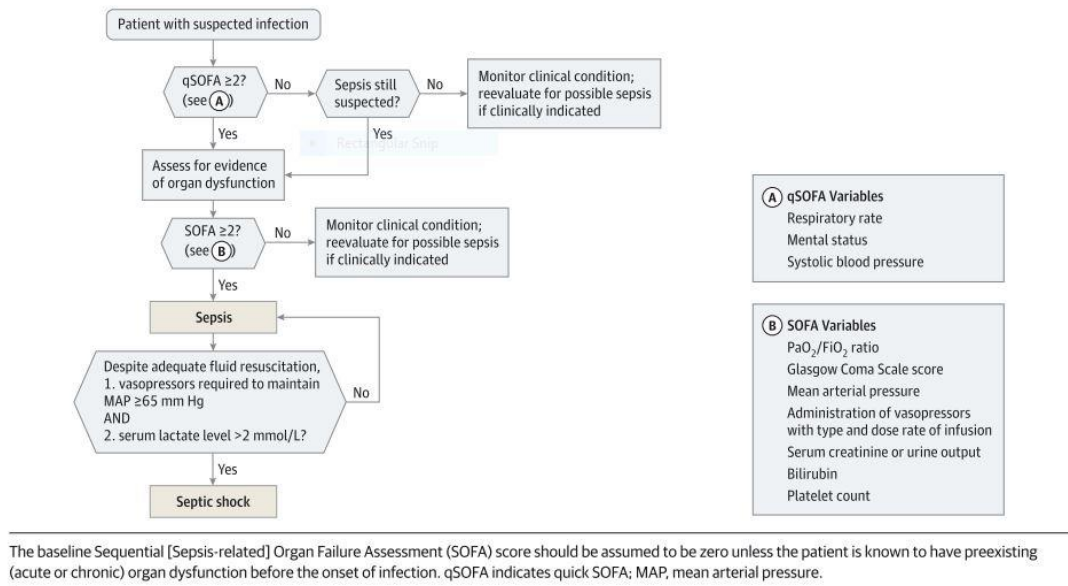 Patient with suspected infection
qSOFA ≥2?
(see A)
No
Sepsis still
suspected?
No
Monitor clinical condition;
reevaluate for possible sepsis
if clinically indicated
Yes
Yes
Rectangular Snip
Assess for evidence
of organ dysfunction
SOFA ≥2?
(see B)
No
Monitor clinical condition;
reevaluate for possible sepsis
if clinically indicated
Yes
Sepsis
Despite adequate fluid resuscitation,
1. vasopressors required to maintain
MAP ≥65 mm Hg
AND
2. serum lactate level >2 mmol/L?
No
Yes
Septic shock
A qSOFA Variables
Respiratory rate
Mental status
Systolic blood pressure
B SOFA Variables
PaO₂/FiO₂ ratio
Glasgow Coma Scale score
Mean arterial pressure
Administration of vasopressors
with type and dose rate of infusion
Serum creatinine or urine output
Bilirubin
Platelet count
The baseline Sequential [Sepsis-related] Organ Failure Assessment (SOFA) score should be assumed to be zero unless the patient is known to have preexisting
(acute or chronic) organ dysfunction before the onset of infection. qSOFA indicates quick SOFA; MAP, mean arterial pressure.